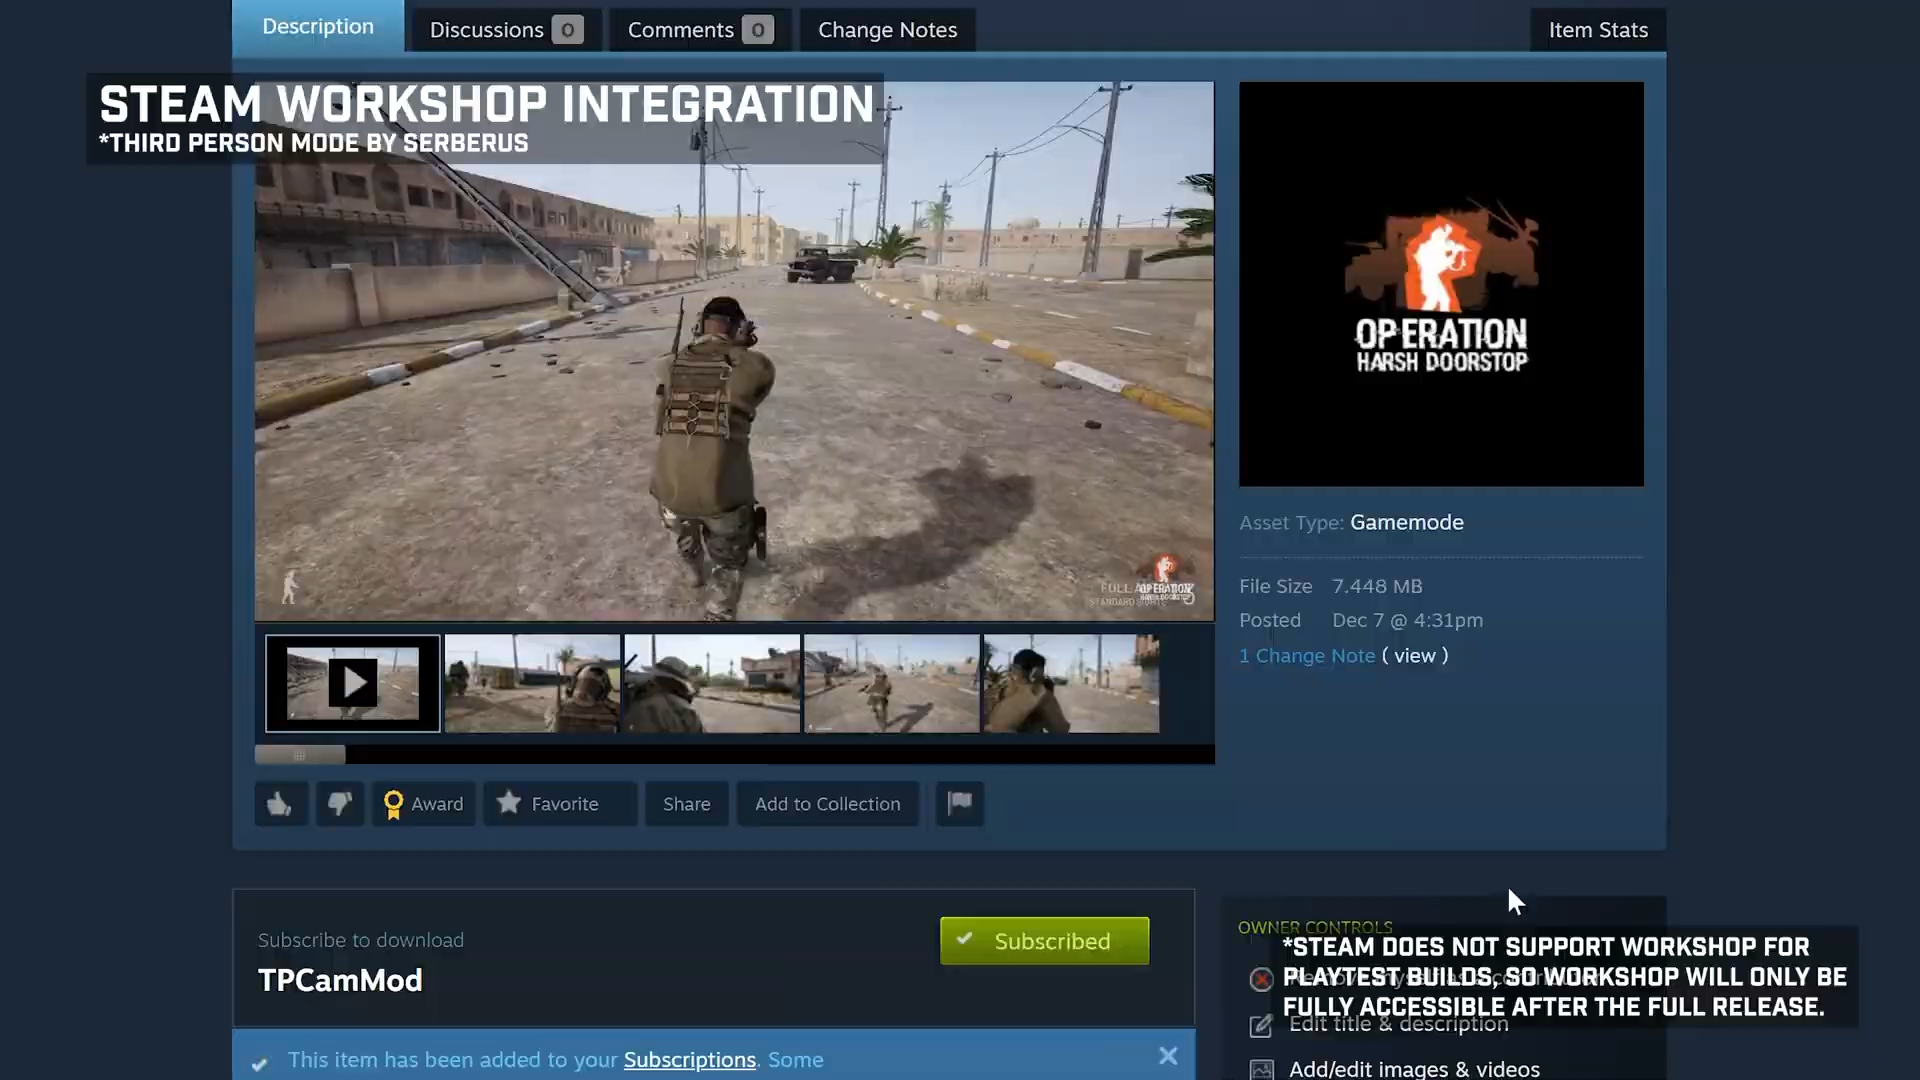 Description
Discussions 0
Comments 0
Change Notes
Item Stats
STEAM WORKSHOP INTEGRATION
*THIRD PERSON MODE BY SERBERUS
OPERATION
HARSH DOORSTOP
Asset Type: Gamemode
File Size 7.448 MB
Posted Dec 7 @ 4:31pm
1 Change Note ( view )
FULL
OPERATION
STANDARD
Award
Favorite
Share
Add to Collection
Subscribe to download
TPCamMod
Subscribed
OWNER CONTROLS
*STEAM DOES NOT SUPPORT WORKSHOP FOR
PLAYTEST BUILDS, SO WORKSHOP WILL ONLY BE
FULLY ACCESSIBLE AFTER THE FULL RELEASE.
Edit title & description
Add/edit images & videos
This item has been added to your Subscriptions. Some